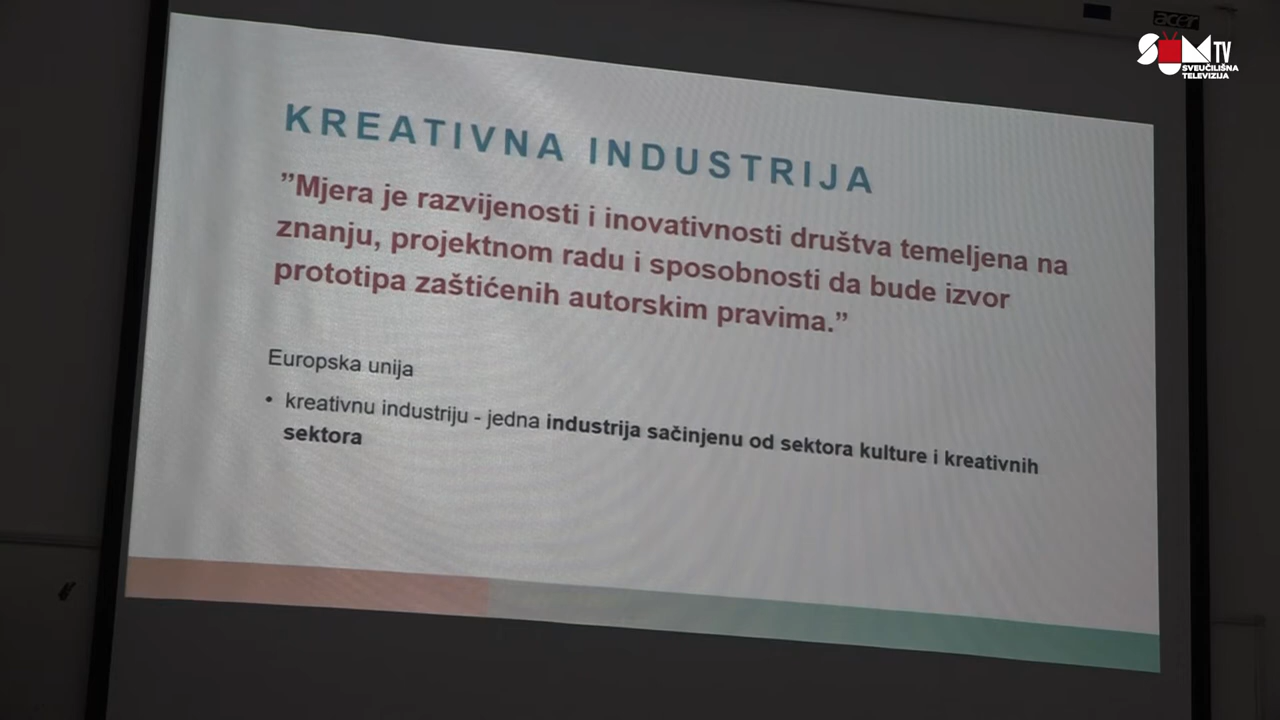 acer
SUM TV
SVEUČILIŠNA
TELEVIZIJA
KREATIVNA INDUSTRIJA
”Mjera je razvijenosti i inovativnosti društva temeljena na
znanju, projektnom radu i sposobnosti da bude izvor
prototipa zaštićenih autorskim pravima.”
Europska unija
• kreativnu industriju - jedna industrija sačinjenu od sektora kulture i kreativnih
sektora